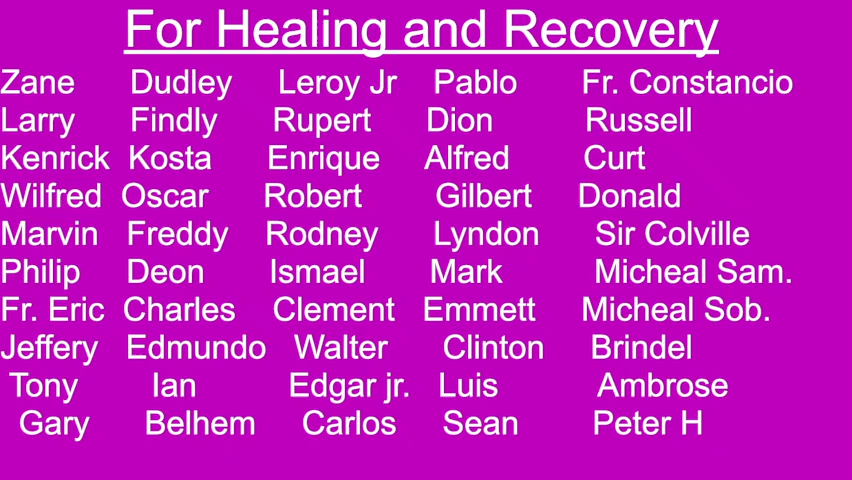 For Healing and Recovery
Zane Dudley Leroy Jr Pablo Fr. Constancio
Larry Findly Rupert Dion Russell
Kenrick Kosta Enrique Alfred Curt
Wilfred Oscar Robert Gilbert Donald
Marvin Freddy Rodney Lyndon Sir Colville
Philip Deon Ismael Mark Micheal Sam.
Fr. Eric Charles Clement Emmett Micheal Sob.
Jeffery Edmundo Walter Clinton Brindel
Tony Ian Edgar jr. Luis Ambrose
Gary Belhem Carlos Sean Peter H